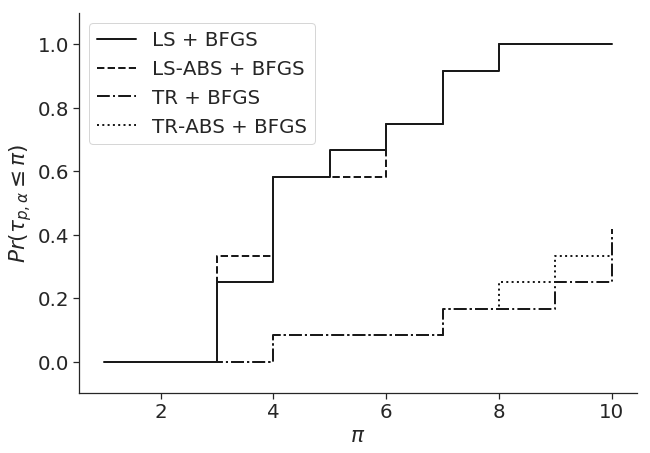 LS + BFGS
LS-ABS + BFGS
TR + BFGS
TR-ABS + BFGS
1.0
0.8
0.6
0.4
0.2
0.0
Pr(τp,α ≤ π)
2 4 6 8 10
π